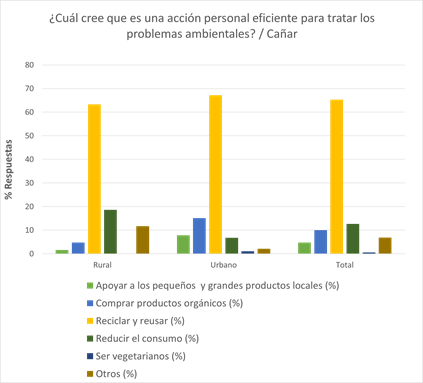 ¿Cuál cree que es una acción personal eficiente para tratar los
problemas ambientales? / Cañar
80
70
60
50
40
30
20
10
0
% Respuestas
Rural
Urbano
Total
Apoyar a los pequeños y grandes productos locales (%)
Comprar productos orgánicos (%)
Reciclar y reusar (%)
Reducir el consumo (%)
Ser vegetarianos (%)
Otros (%)